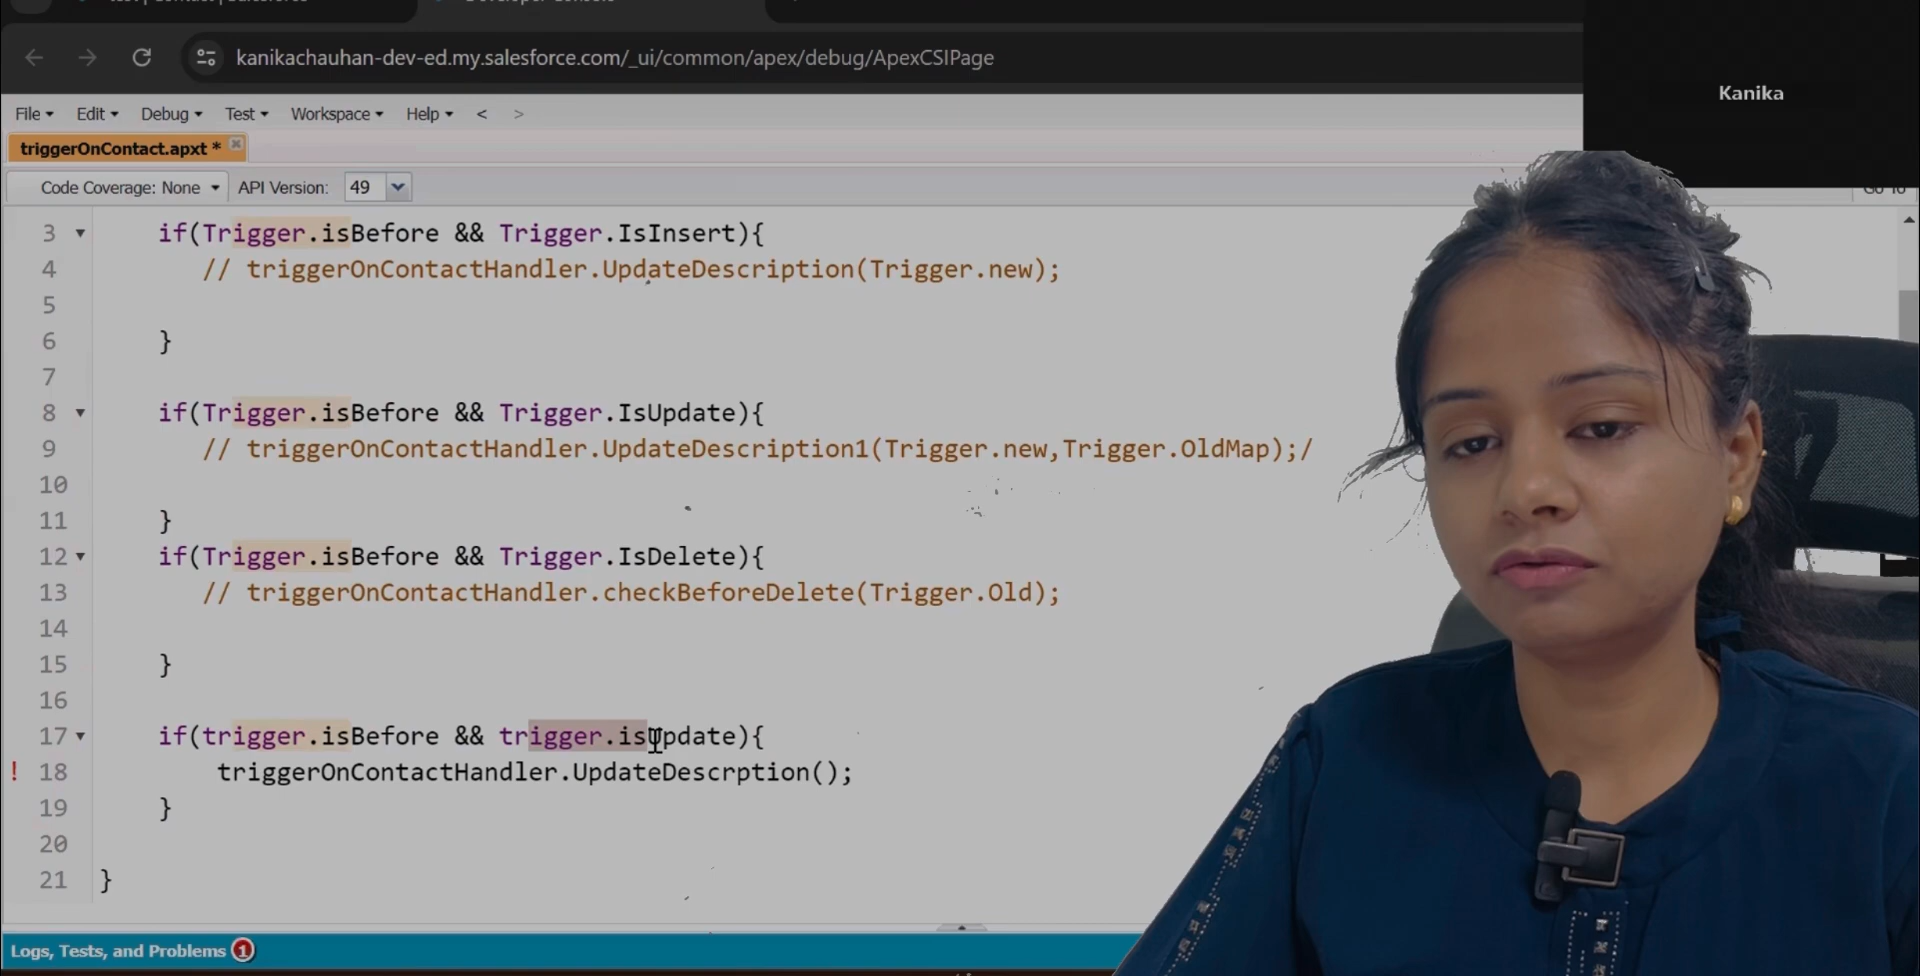 kanikachauhan-dev-ed.my.salesforce.com/_ui/common/apex/debug/ApexCSIPage
Kanika
File Edit Debug Test Workspace Help < >
triggerOnContact.apxt *
Code Coverage: None API Version: 49 Go To
3 if(Trigger.isBefore && Trigger.IsInsert){
4 // triggerOnContactHandler.UpdateDescription(Trigger.new);
5
6 }
7
8 if(Trigger.isBefore && Trigger.IsUpdate){
9 // triggerOnContactHandler.UpdateDescription1(Trigger.new,Trigger.OldMap);/
10
11 }
12 if(Trigger.isBefore && Trigger.IsDelete){
13 // triggerOnContactHandler.checkBeforeDelete(Trigger.Old);
14
15 }
16
17 if(trigger.isBefore && trigger.isUpdate){
! 18 triggerOnContactHandler.UpdateDescrption();
19 }
20
21 }
Logs, Tests, and Problems 1